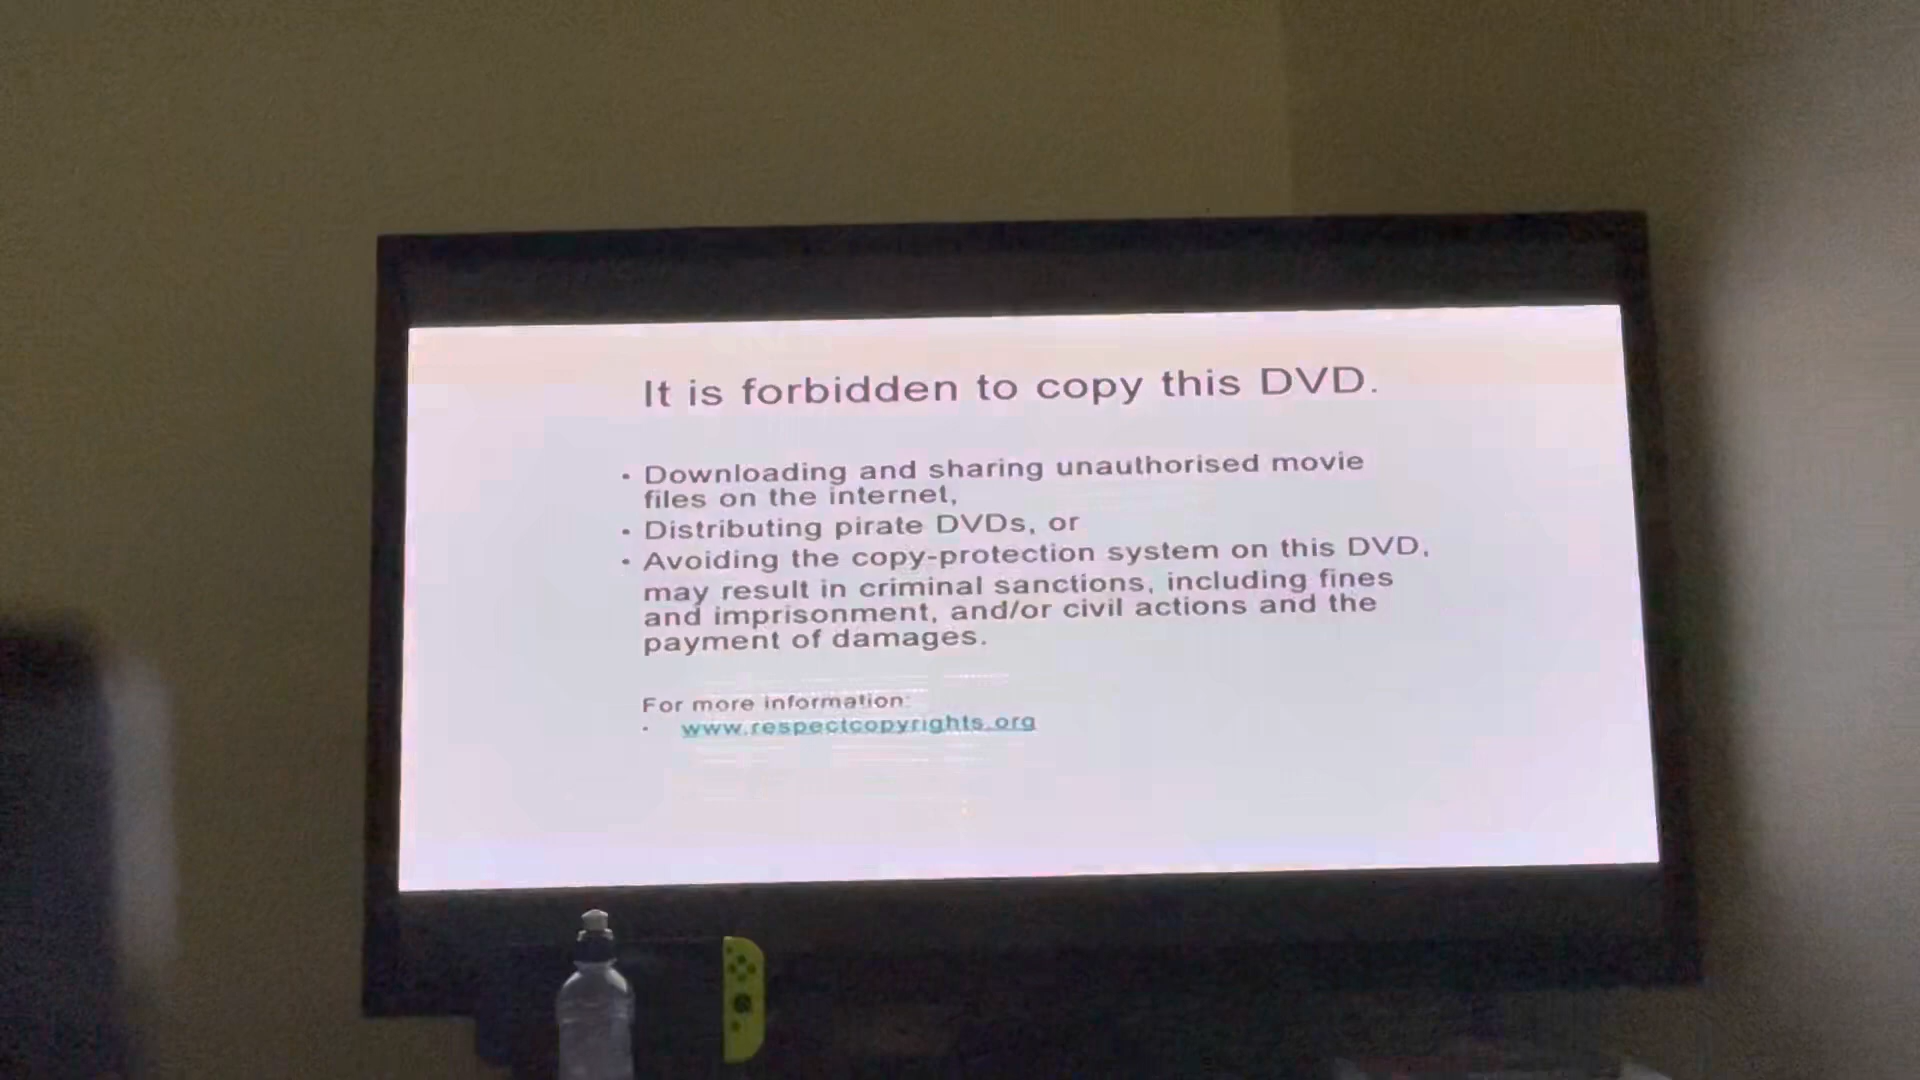 It is forbidden to copy this DVD.
• Downloading and sharing unauthorised movie
files on the internet,
• Distributing pirate DVDs, or
• Avoiding the copy-protection system on this DVD,
may result in criminal sanctions, including fines
and imprisonment, and/or civil actions and the
payment of damages.
For more information:
• www.respectcopyrights.org